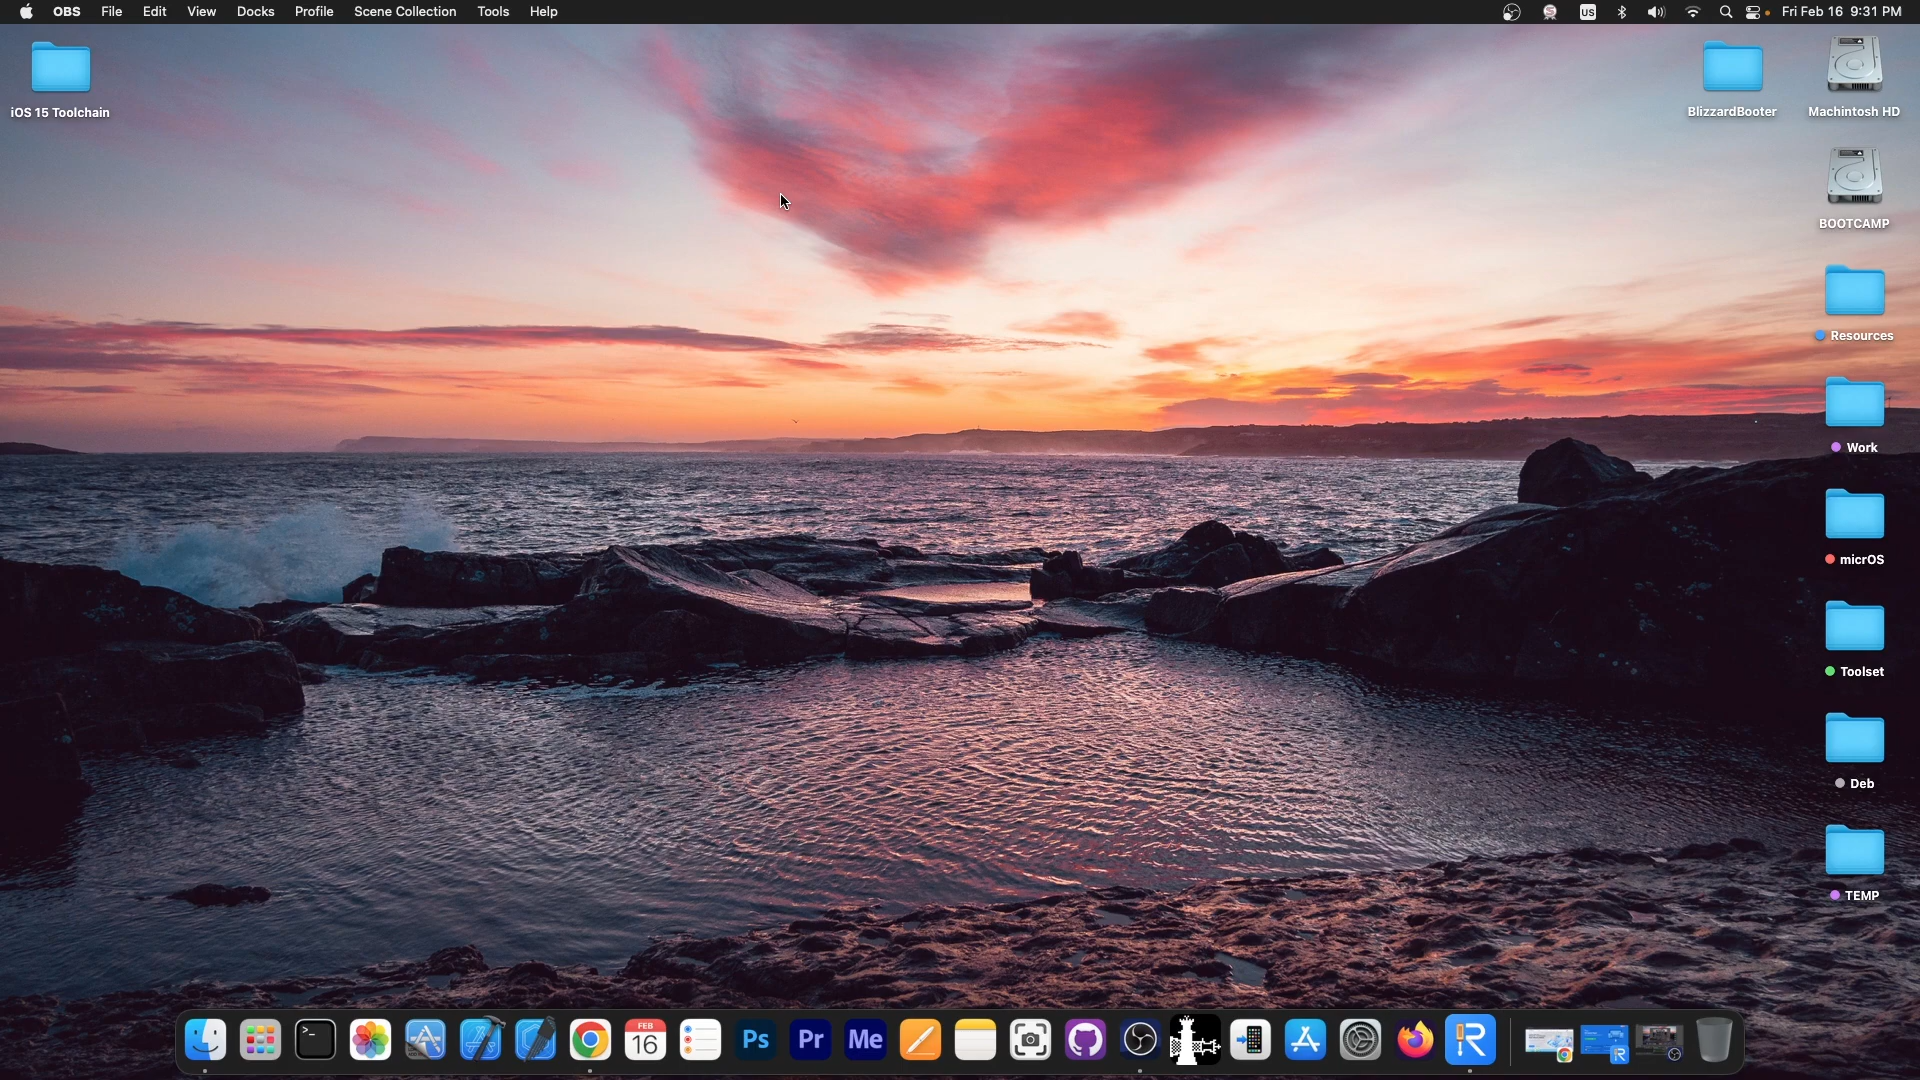 OBS File Edit View Docks Profile Scene Collection Tools Help US Fri Feb 16 9:31 PM
iOS 15 Toolchain
BlizzardBooter
Machintosh HD
BOOTCAMP
Resources
Work
micrOS
Toolset
Deb
TEMP
>_
FEB
16
Ps
Pr
Me